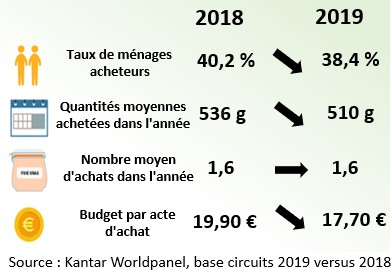 2018 2019
Taux de ménages
acheteurs
40,2 % 38,4 %
Quantités moyennes
achetées dans l'année
536 g 510 g
Nombre moyen
d'achats dans l'année
1,6 1,6
FOIE GRAS
Budget par acte
d'achat
19,90 € 17,70 €
Source : Kantar Worldpanel, base circuits 2019 versus 2018